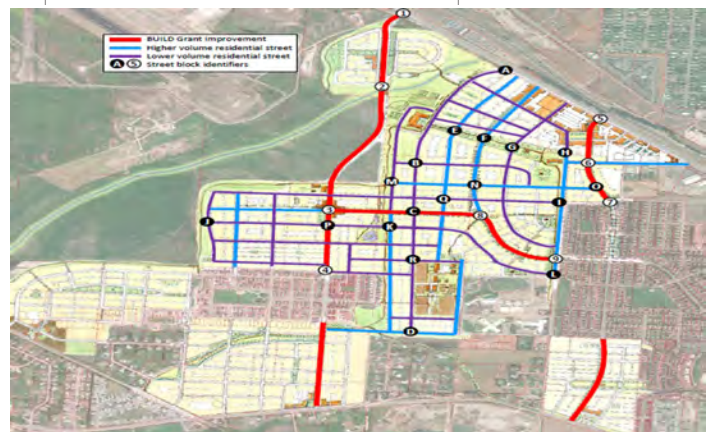 BUILD Grant Improvement
Higher volume residential street
Lower volume residential street
A 5 Street block identifiers
1
2
A
5
E
F
G
H
B
6
M
N
O
7
Q
I
J
3
C
8
P
K
R
9
4
L
D